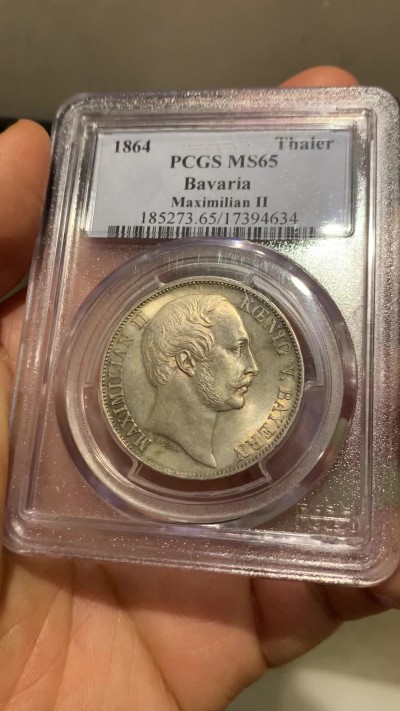 1864 Thaler
PCGS MS65
Bavaria
Maximilian II
185273.65/17394634
MAXIMILIAN II KŒNIG V. BAYERN